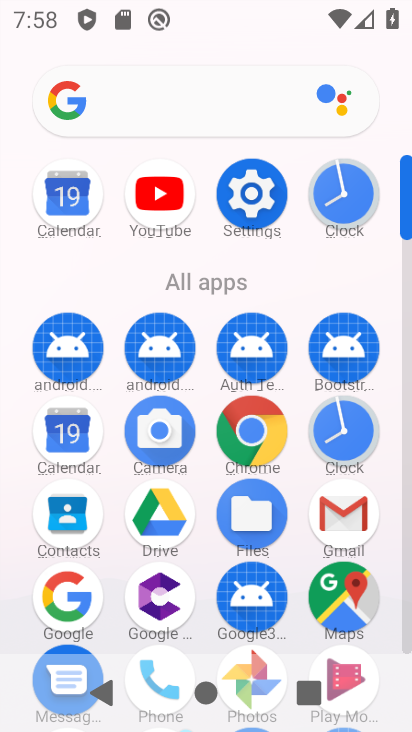 7:58
G
19
Calendar YouTube Settings Clock
All apps
android.... android.... Auth Te... Bootstr...
19
Calendar Camera Chrome Clock
Contacts Drive Files Gmail
G G
Google Google ... Google3... Maps
Messag... Phone Photos Play Mo...